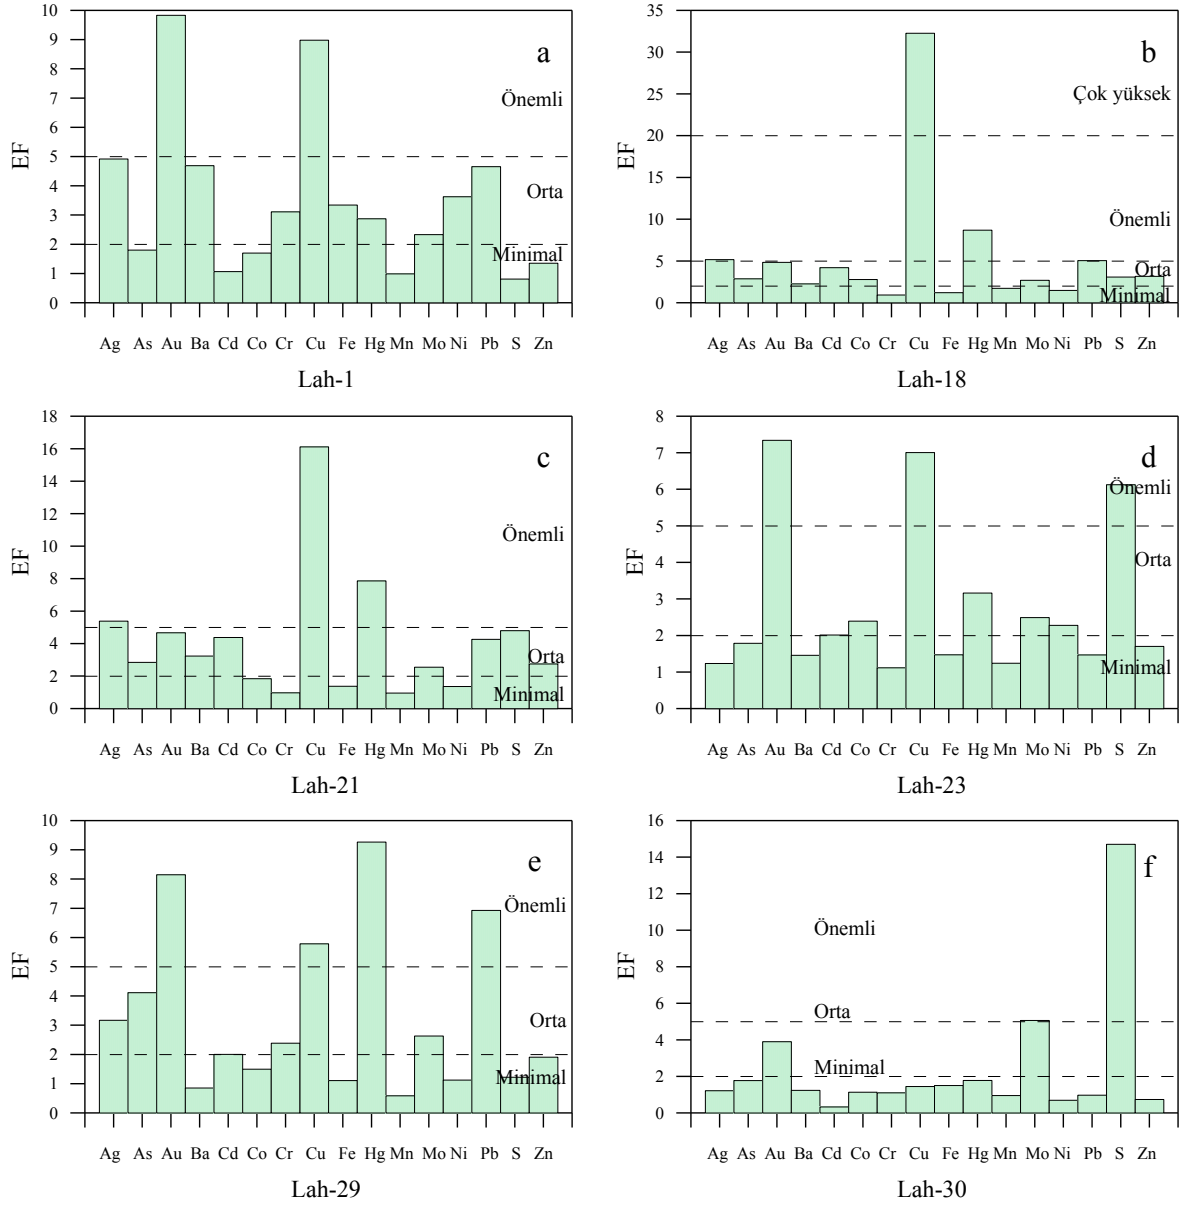 10
9
8
7
6
5
4
3
2
1
0
EF
a
Önemli
Orta
Minimal
Ag As Au Ba Cd Co Cr Cu Fe Hg Mn Mo Ni Pb S Zn
Lah-1
35
30
25
20
15
10
5
0
EF
b
Çok yüksek
Önemli
Orta
Minimal
Ag As Au Ba Cd Co Cr Cu Fe Hg Mn Mo Ni Pb S Zn
Lah-18
18
16
14
12
10
8
6
4
2
0
EF
c
Önemli
Orta
Minimal
Ag As Au Ba Cd Co Cr Cu Fe Hg Mn Mo Ni Pb S Zn
Lah-21
8
7
6
5
4
3
2
1
0
EF
d
Önemli
Orta
Minimal
Ag As Au Ba Cd Co Cr Cu Fe Hg Mn Mo Ni Pb S Zn
Lah-23
10
9
8
7
6
5
4
3
2
1
0
EF
e
Önemli
Orta
Minimal
Ag As Au Ba Cd Co Cr Cu Fe Hg Mn Mo Ni Pb S Zn
Lah-29
16
14
12
10
8
6
4
2
0
EF
f
Önemli
Orta
Minimal
Ag As Au Ba Cd Co Cr Cu Fe Hg Mn Mo Ni Pb S Zn
Lah-30